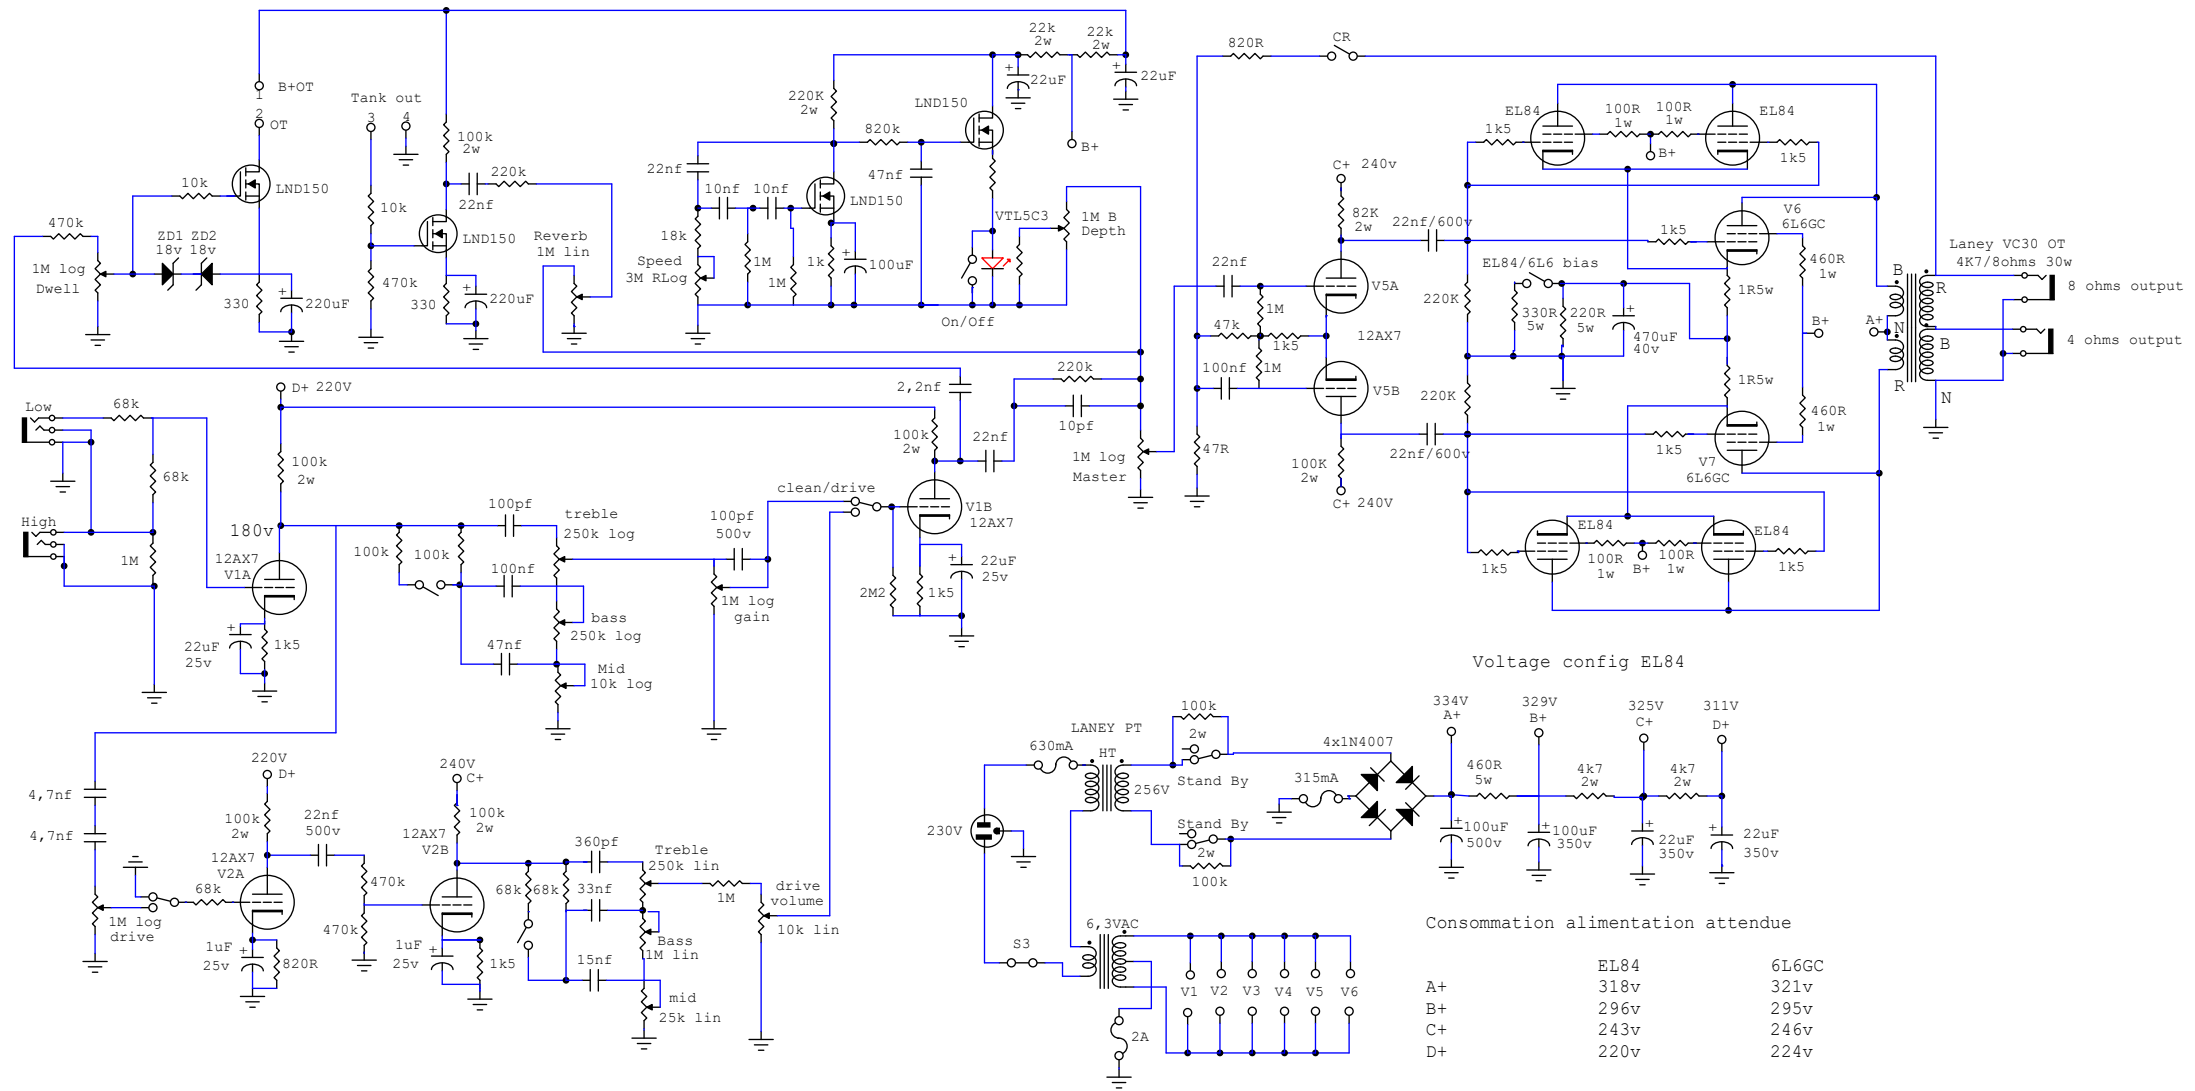 1
B+OT
2
OT
Tank out
3
4
100k
2w
LND150
10k
470k
ZD1
18v
ZD2
18v
1M log
Dwell
330
220uF
10k
470k
330
LND150
220uF
22nf
220k
Reverb
1M lin
220K
2w
LND150
820k
22nf
10nf
10nf
47nf
LND150
18k
Speed
3M RLog
1M
1M
1k
100uF
VTL5C3
On/Off
1M B
Depth
22k
2w
22k
2w
22uF
22uF
B+
820R
CR
C+ 240v
82K
2w
22nf/600v
22nf
V5A
1M
47k
1k5
12AX7
1M
100nf
V5B
47R
100K
2w
C+ 240V
22nf/600v
220K
220K
EL84
1k5
100R
1w
100R
1w
B+
EL84
1k5
V6
6L6GC
1k5
460R
1w
EL84/6L6 bias
330R
5w
220R
5w
470uF
40v
1R5w
1R5w
B+
460R
1w
1k5
V7
6L6GC
EL84
1k5
100R
1w
B+
100R
1w
EL84
1k5
Laney VC30 OT
4K7/8ohms 30w
B
R
A+
N
B
R
N
8 ohms output
4 ohms output
D+ 220V
Low
68k
68k
High
1M
100k
2w
180v
12AX7
V1A
22uF
25v
1k5
100pf
treble
250k log
100k
100k
100nf
bass
250k log
47nf
Mid
10k log
100pf
500v
1M log
gain
clean/drive
2,2nf
100k
2w
22nf
V1B
12AX7
2M2
1k5
22uF
25v
220k
10pf
1M log
Master
4,7nf
4,7nf
1M log
drive
220V
D+
100k
2w
22nf
500v
12AX7
V2A
68k
1uF
25v
820R
470k
470k
240V
C+
100k
2w
12AX7
V2B
1uF
25v
1k5
68k
68k
360pf
Treble
250k lin
33nf
Bass
1M lin
15nf
mid
25k lin
1M
drive
volume
10k lin
Voltage config EL84
LANEY PT
HT
630mA
256V
230V
100k
2w
Stand By
Stand By
2w
100k
315mA
4x1N4007
334V
A+
460R
5w
100uF
500v
329V
B+
100uF
350v
4k7
2w
325V
C+
22uF
350v
4k7
2w
311V
D+
22uF
350v
6,3VAC
S3
2A
V1
V2
V3
V4
V5
V6
Consommation alimentation attendue
EL84 6L6GC
A+ 318v 321v
B+ 296v 295v
C+ 243v 246v
D+ 220v 224v